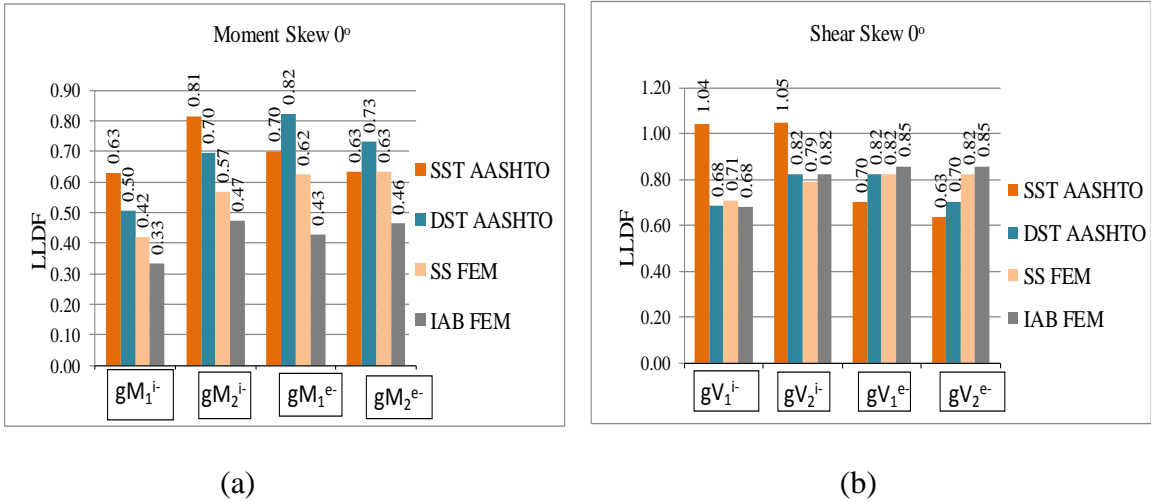 Moment Skew 0º
LLDF
0.90
0.80
0.70
0.60
0.50
0.40
0.30
0.20
0.10
0.00
0.63
0.50
0.42
0.33
0.81
0.70
0.57
0.47
0.70
0.82
0.62
0.43
0.63
0.73
0.63
0.46
gM₁ⁱ⁻
gM₂ⁱ⁻
gM₁ᵉ⁻
gM₂ᵉ⁻
SST AASHTO
DST AASHTO
SS FEM
IAB FEM
(a)
Shear Skew 0º
LLDF
1.20
1.00
0.80
0.60
0.40
0.20
0.00
1.04
0.68
0.71
0.68
1.05
0.82
0.79
0.82
0.70
0.82
0.82
0.85
0.63
0.70
0.82
0.85
gV₁ⁱ⁻
gV₂ⁱ⁻
gV₁ᵉ⁻
gV₂ᵉ⁻
SST AASHTO
DST AASHTO
SS FEM
IAB FEM
(b)